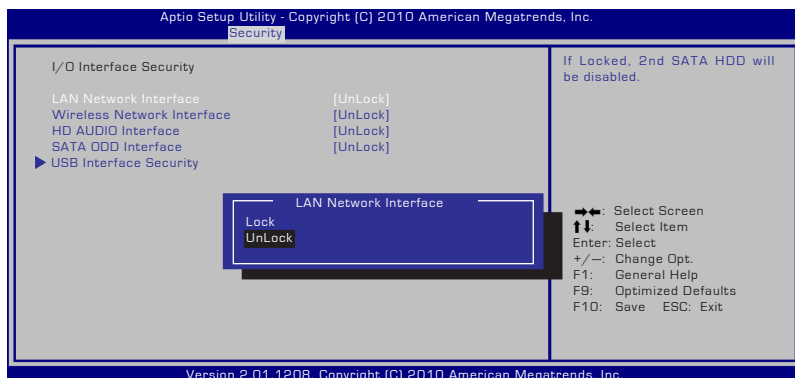 Aptio Setup Utility - Copyright (C) 2010 American Megatrends, Inc.
Security
I/O Interface Security
LAN Network Interface [UnLock]
Wireless Network Interface [UnLock]
HD AUDIO Interface [UnLock]
SATA ODD Interface [UnLock]
USB Interface Security
LAN Network Interface
Lock
UnLock
If Locked, 2nd SATA HDD will
be disabled.
→←: Select Screen
↑↓: Select Item
Enter: Select
+/—: Change Opt.
F1: General Help
F9: Optimized Defaults
F10: Save ESC: Exit
Version 2.01.1208. Copyright (C) 2010 American Megatrends, Inc.